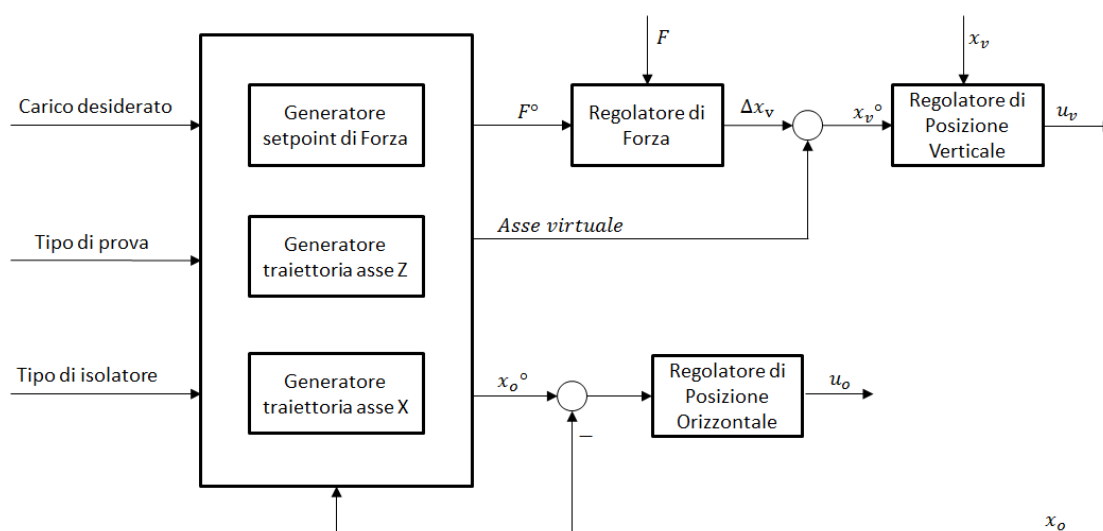 F
x_v
Carico desiderato
Generatore
setpoint di Forza
F°
Regolatore di
Forza
Δx_v
x_v°
Regolatore di
Posizione
Verticale
u_v
Tipo di prova
Generatore
traiettoria asse Z
Asse virtuale
Tipo di isolatore
Generatore
traiettoria asse X
x_o°
−
Regolatore di
Posizione
Orizzontale
u_o
x_o